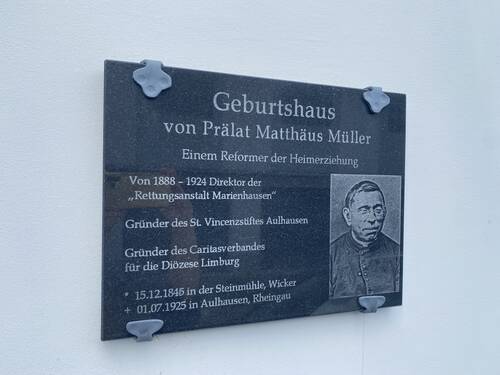 Geburtshaus
von Prälat Matthäus Müller
Einem Reformer der Heimerziehung
Von 1888 – 1924 Direktor der
„Rettungsanstalt Marienhausen“
Gründer des St. Vincenzstiftes Aulhausen
Gründer des Caritasverbandes
für die Diözese Limburg
* 15.12.1846 in der Steinmühle, Wicker
+ 01.07.1925 in Aulhausen, Rheingau